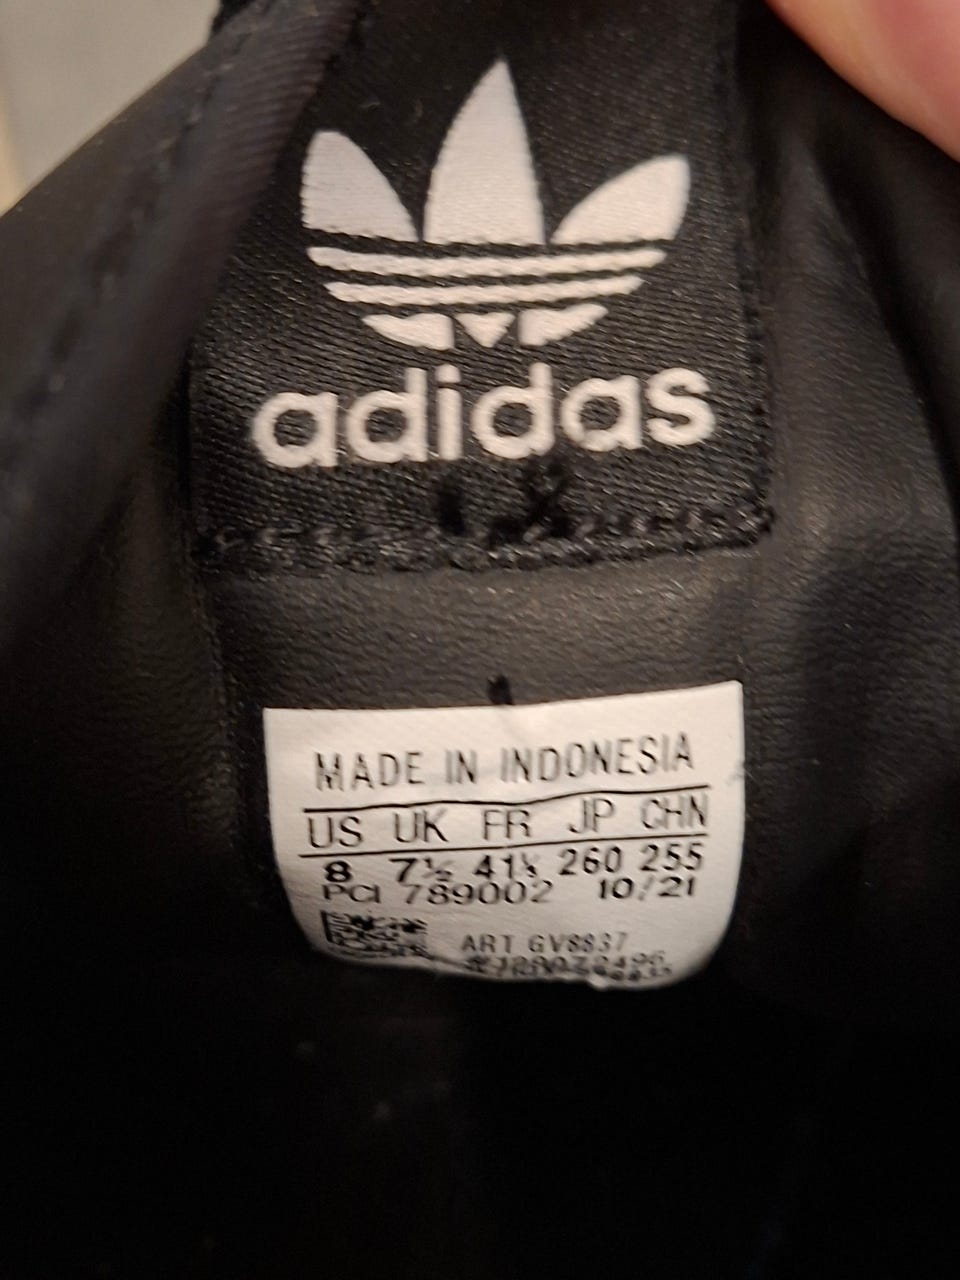 adidas
MADE IN INDONESIA
US UK FR JP CHN
8 7½ 41⅓ 260 255
PCI 789002 10/21
ART GV8837